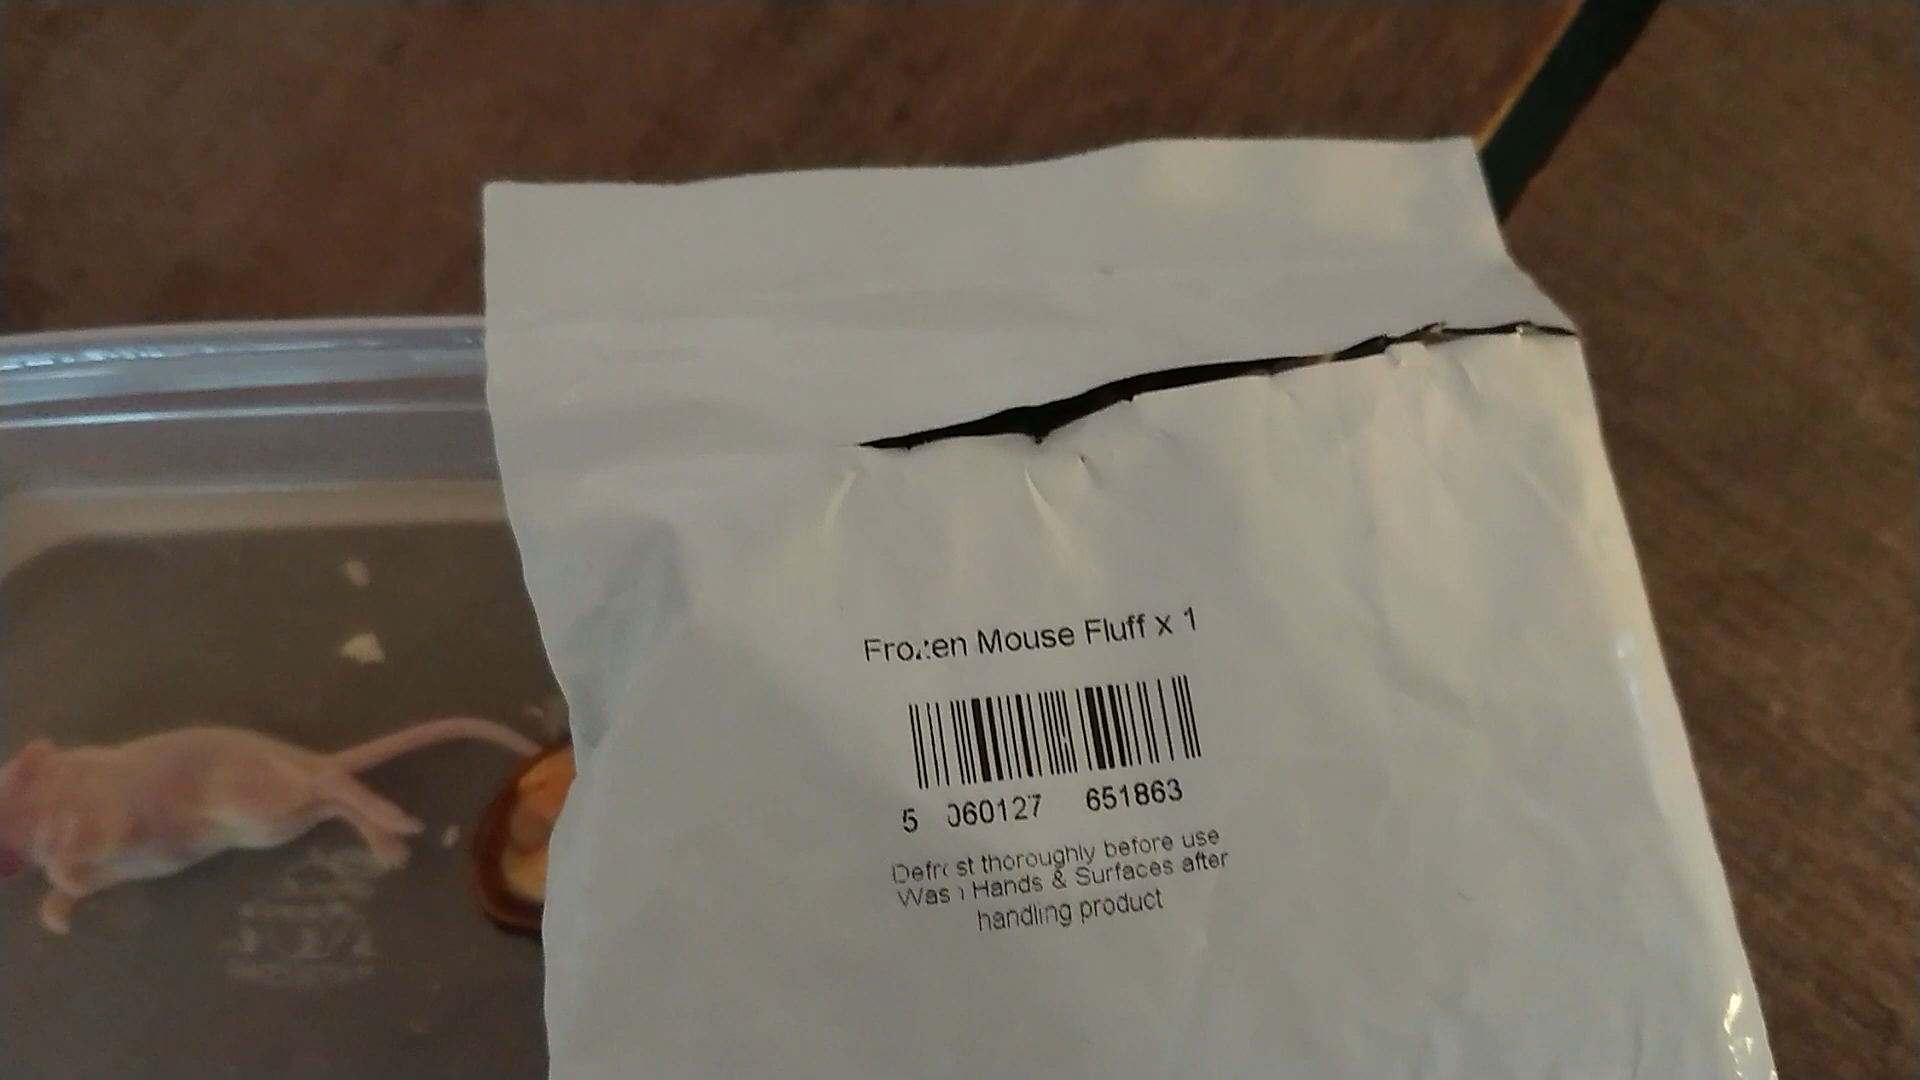 Frozen Mouse Fluff x 1
5 060127 651863
Defrost thoroughly before use
Wash Hands & Surfaces after
handling product